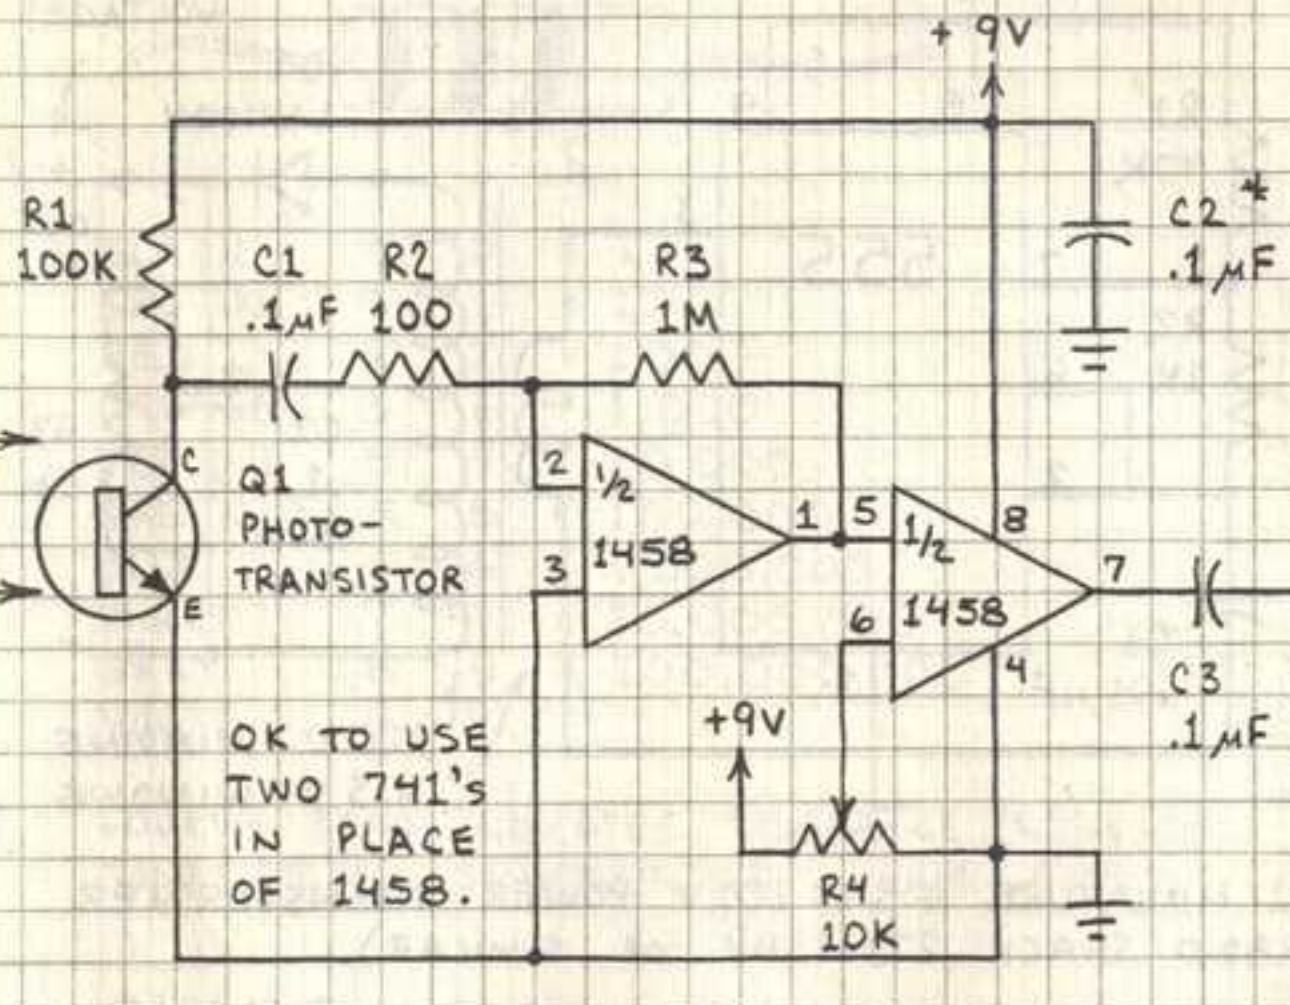 + 9V
R1
100K
C1
.1µF
R2
100
R3
1M
C2 *
.1µF
C
Q1
PHOTO-
TRANSISTOR
E
2
3
1/2
1458
1
5
6
1/2
1458
8
7
4
C3
.1µF
+9V
R4
10K
OK TO USE
TWO 741's
IN PLACE
OF 1458.